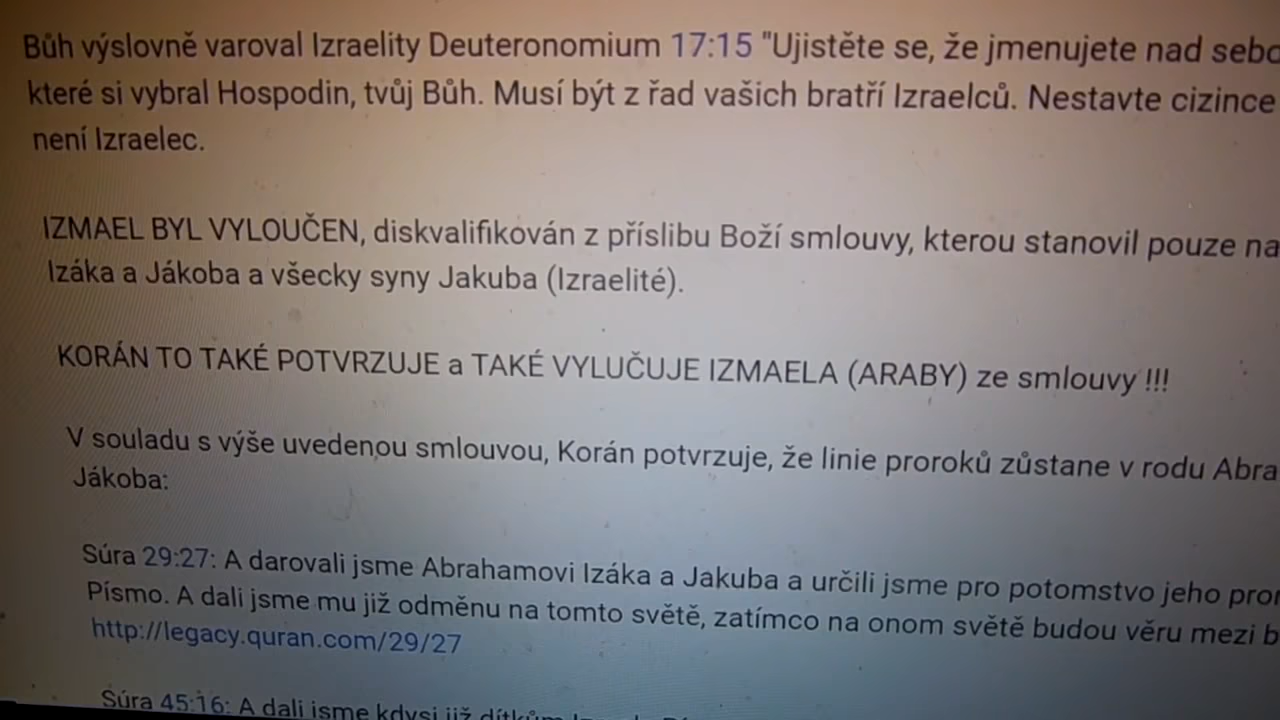 Bůh výslovně varoval Izraelity Deuteronomium 17:15 "Ujistěte se, že jmenujete nad sebo
které si vybral Hospodin, tvůj Bůh. Musí být z řad vašich bratří Izraelců. Nestavte cizince
není Izraelec.
IZMAEL BYL VYLOUČEN, diskvalifikován z příslibu Boží smlouvy, kterou stanovil pouze na
Izáka a Jákoba a všecky syny Jakuba (Izraelité).
KORÁN TO TAKÉ POTVRZUJE a TAKÉ VYLUČUJE IZMAELA (ARABY) ze smlouvy !!!
V souladu s výše uvedenou smlouvou, Korán potvrzuje, že linie proroků zůstane v rodu Abra
Jákoba:
Súra 29:27: A darovali jsme Abrahamovi Izáka a Jakuba a určili jsme pro potomstvo jeho pror
Písmo. A dali jsme mu již odměnu na tomto světě, zatímco na onom světě budou věru mezi b
http://legacy.quran.com/29/27
Súra 45:16: A dali jsme kdysi již dítkům